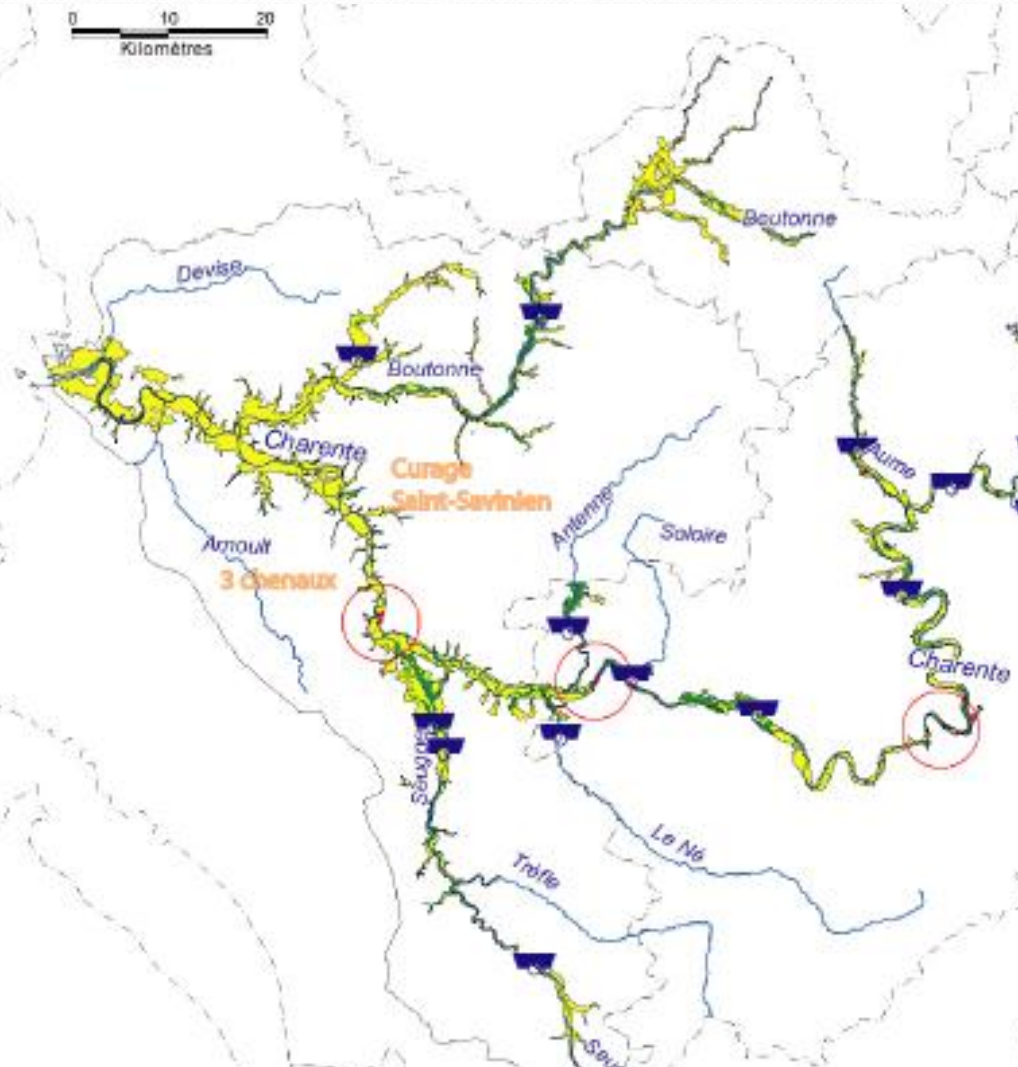 0 10 20
Kilomètres
Boutonne
Devise
Boutonne
Charente
Curage
Saint-Savinien
Aume
Antenne
Soloire
Arnoult
3 chenaux
Charente
Seugne
Le Né
Trèfle
Seu